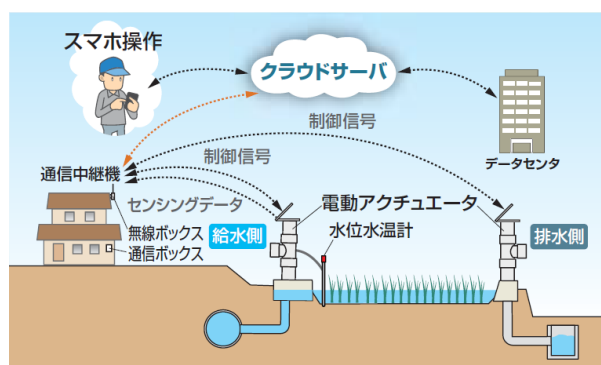 スマホ操作
クラウドサーバ
制御信号
データセンタ
通信中継機
制御信号
センシングデータ
電動アクチュエータ
無線ボックス
給水側
水位水温計
排水側
通信ボックス